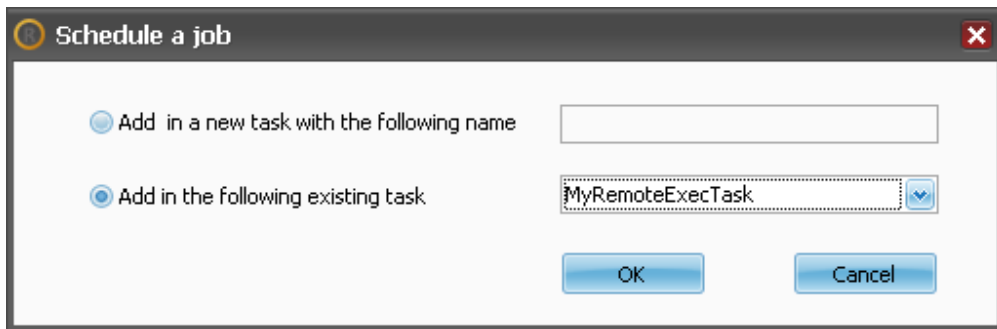 R Schedule a job
Add in a new task with the following name
Add in the following existing task MyRemoteExecTask
OK Cancel